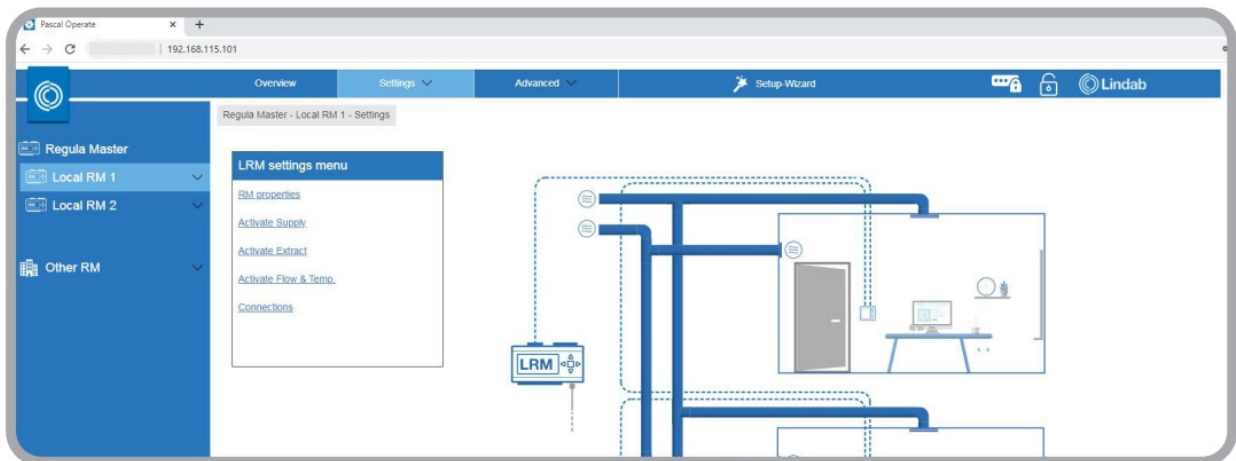 Pascal Operate
192.168.115.101
Overview
Settings
Advanced
Setup-Wizard
Lindab
Regula Master - Local RM 1 - Settings
Regula Master
Local RM 1
Local RM 2
Other RM
LRM settings menu
RM properties
Activate Supply
Activate Extract
Activate Flow & Temp.
Connections
LRM